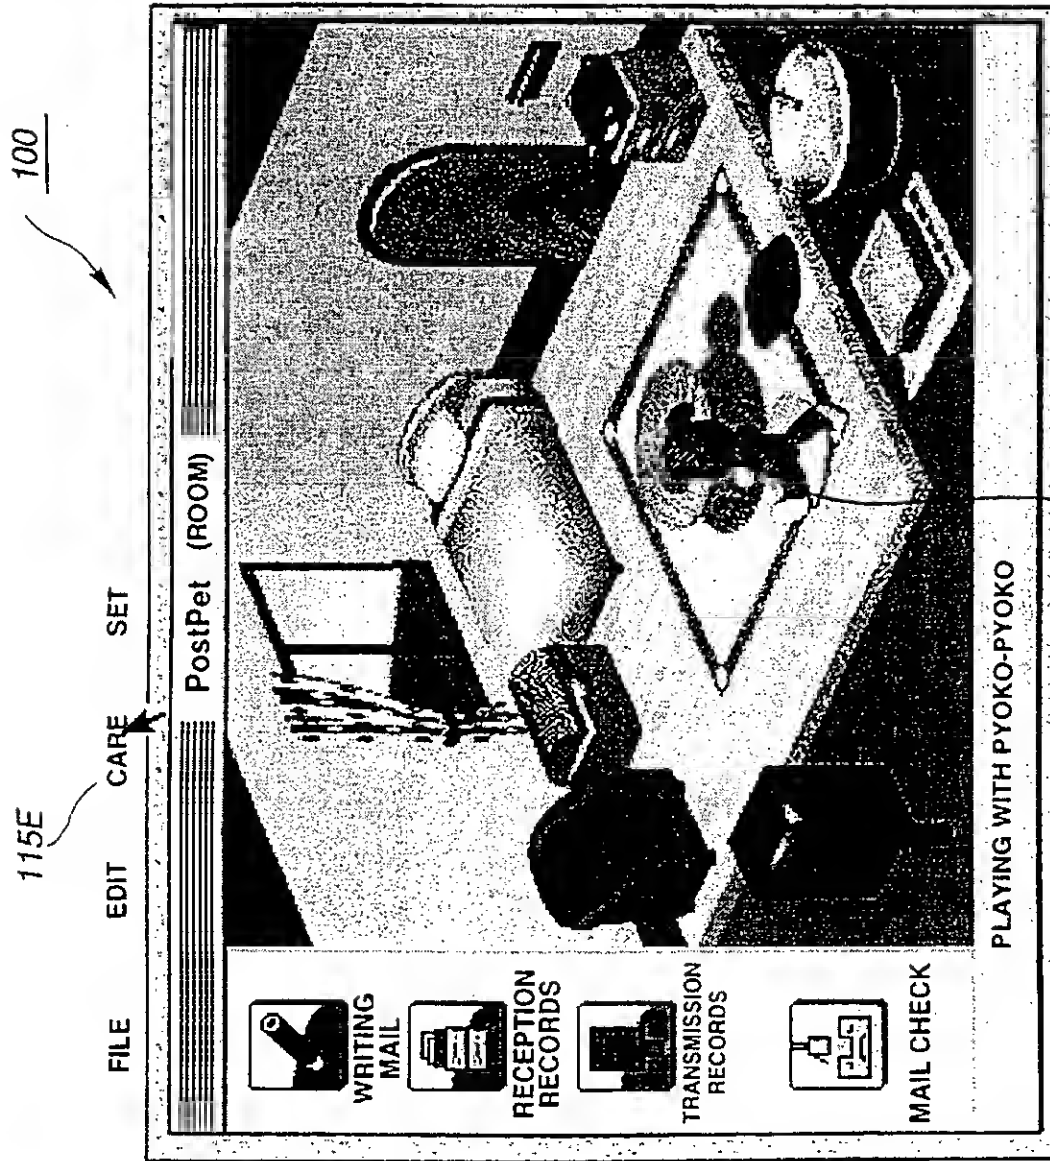 100
115E
FILE EDIT CARE SET
PostPet (ROOM)
WRITING
MAIL
RECEPTION
RECORDS
TRANSMISSION
RECORDS
MAIL CHECK
PLAYING WITH PYOKO-PYOKO